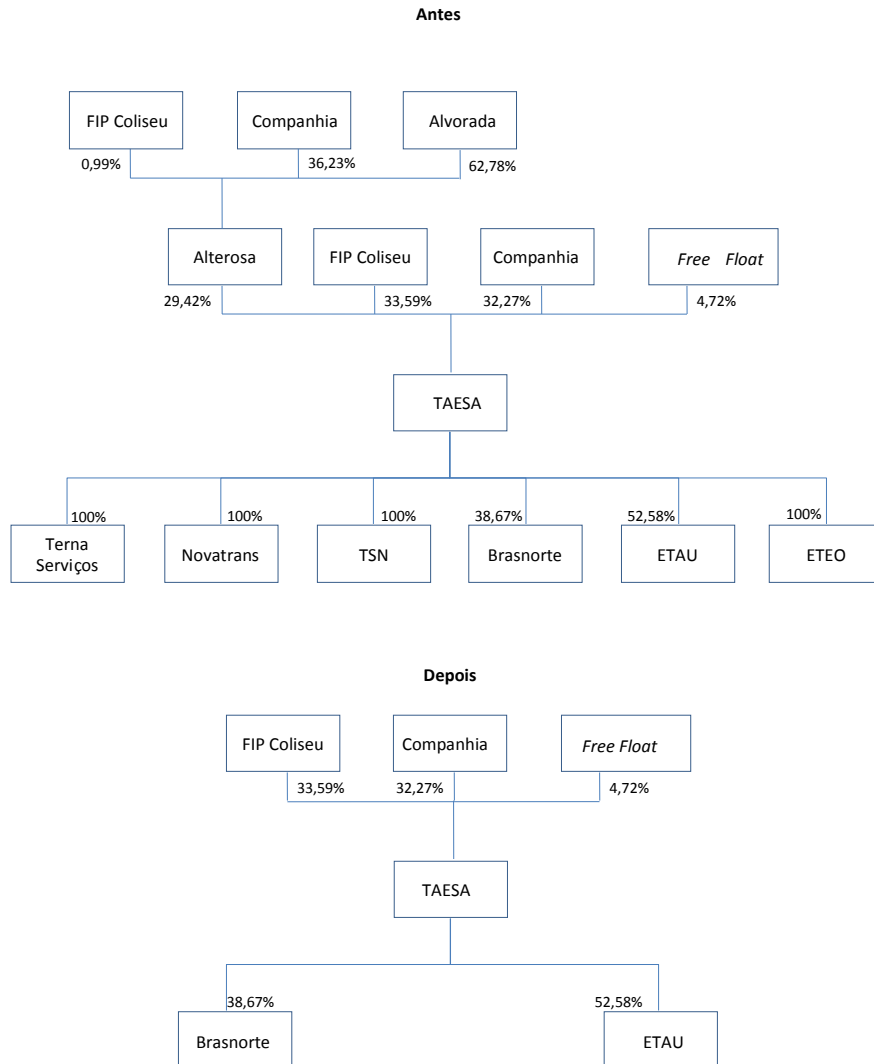 Antes
FIP Coliseu Companhia Alvorada
0,99% 36,23% 62,78%
Alterosa FIP Coliseu Companhia Free Float
29,42% 33,59% 32,27% 4,72%
TAESA
100% 100% 100% 38,67% 52,58% 100%
Terna
Serviços
Novatrans TSN Brasnorte ETAU ETEO
Depois
FIP Coliseu Companhia Free Float
33,59% 32,27% 4,72%
TAESA
38,67% 52,58%
Brasnorte ETAU